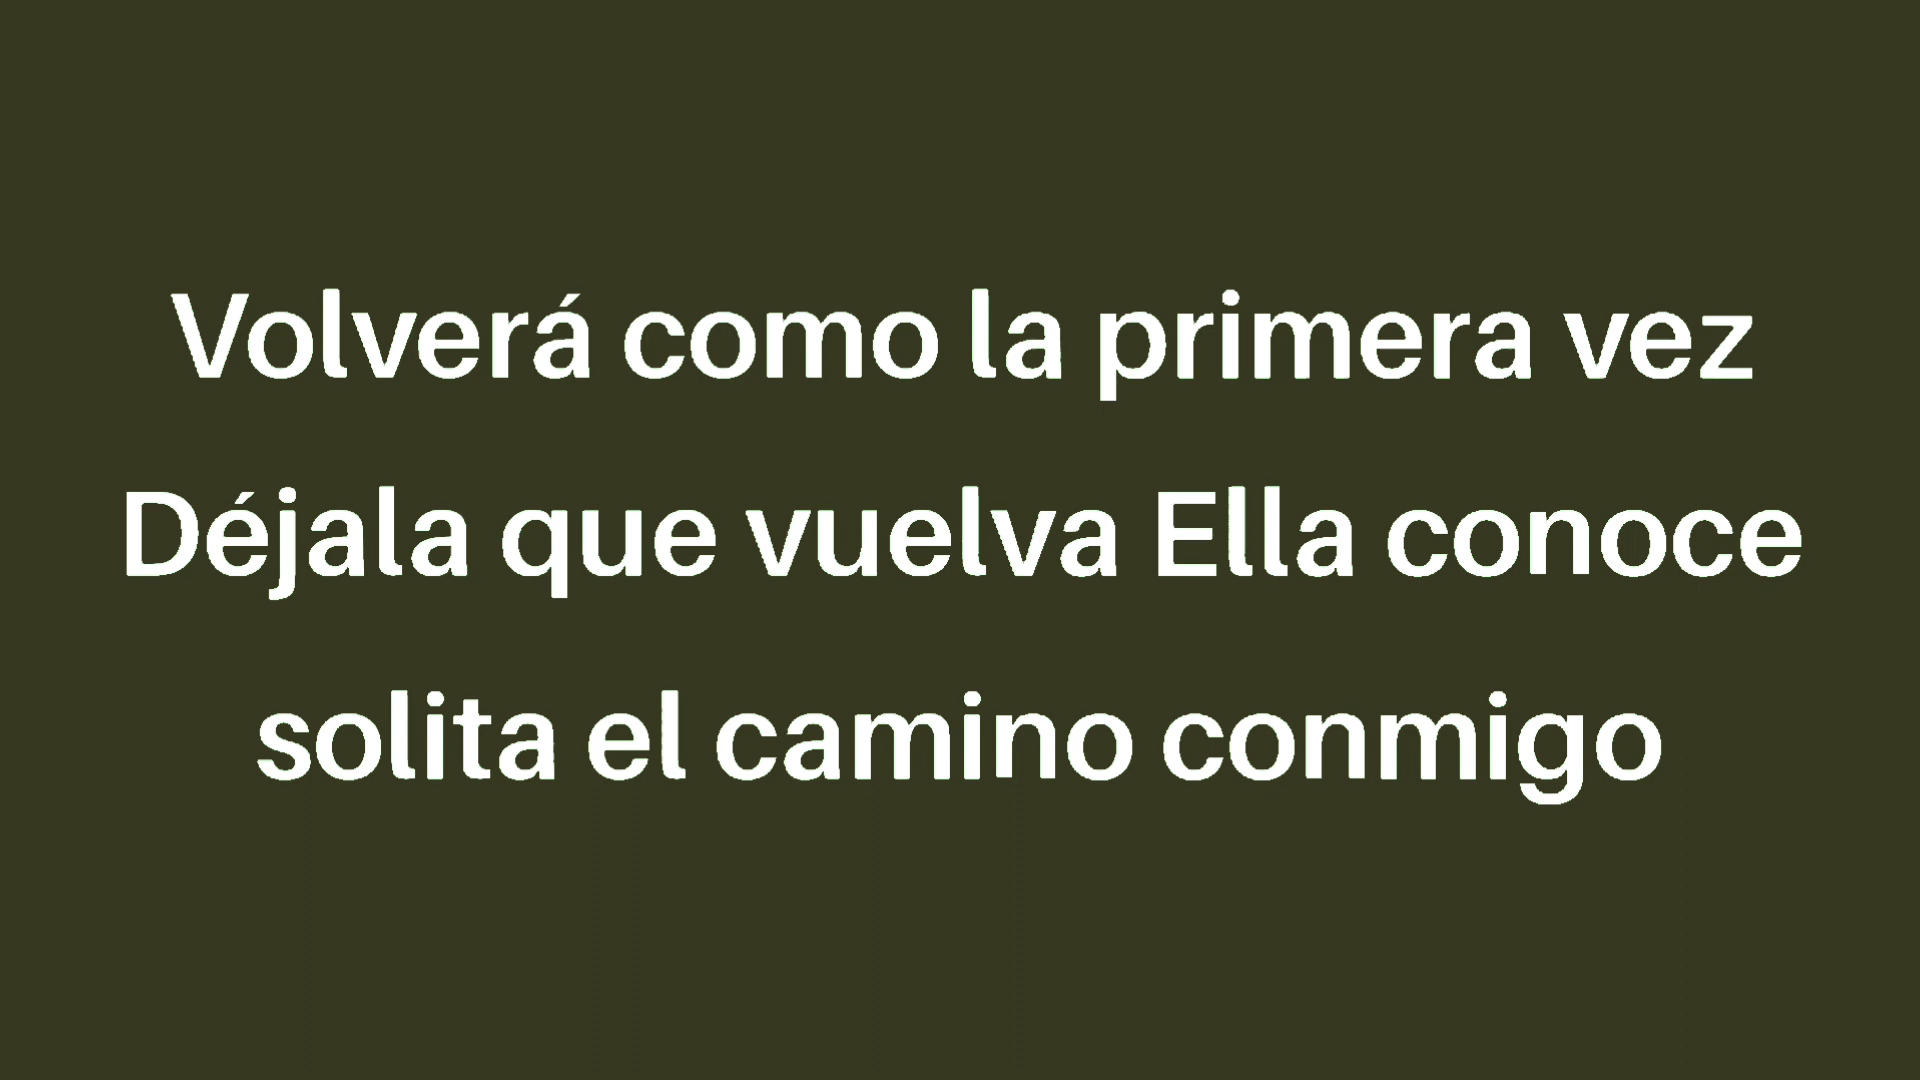 Volverá como la primera vez
Déjala que vuelva Ella conoce
solita el camino conmigo